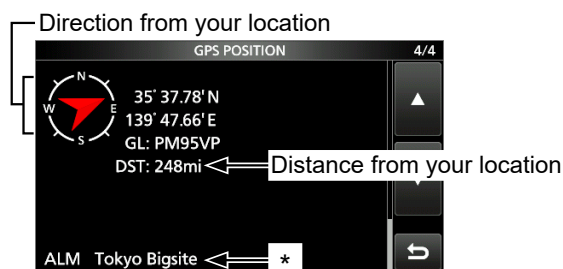 Direction from your location
GPS POSITION 4/4
N
W E
S
35° 37.78' N
139° 47.66' E
GL: PM95VP
DST: 248mi
Distance from your location
ALM Tokyo Bigsite
*